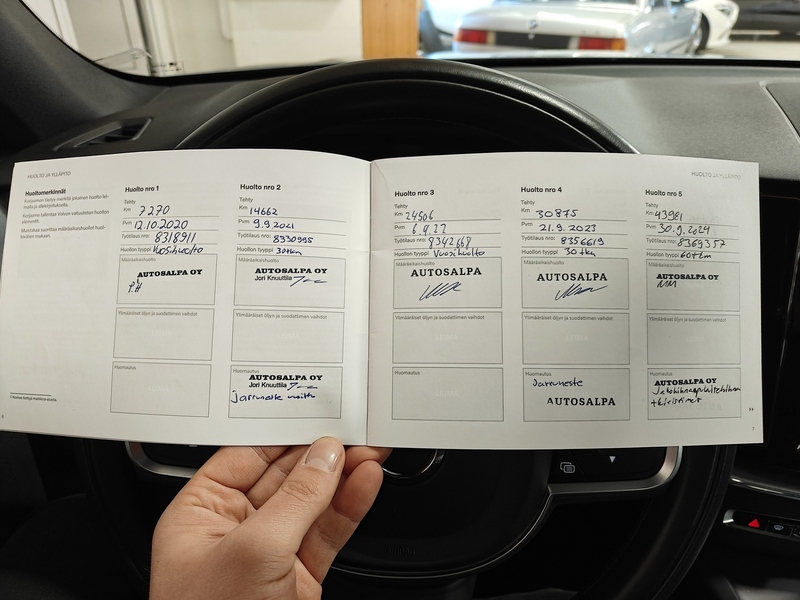 HUOLTO JA YLLÄPITO
Huoltomerkinnät
Huolto nro 1
Tehty
Km 7270
Pvm 12.10.2020
Työtilaus nro: 8318911
Huollon tyyppi Vuosihuolto
Määräaikaishuolto
AUTOSALPA OY
Ylimääräiset öljyn ja suodattimen vaihdot
Huomautus
Huolto nro 2
Tehty
Km 14662
Pvm 9.9.2021
Työtilaus nro: 8330995
Huollon tyyppi 30tkm
Määräaikaishuolto
AUTOSALPA OY
Jori Knuuttila
Ylimääräiset öljyn ja suodattimen vaihdot
Huomautus
AUTOSALPA OY
Jori Knuuttila
Jarruneste vaihto
HUOLTO JA YLLÄPITO
Huolto nro 3
Tehty
Km 24506
Pvm 6.9.22
Työtilaus nro: 8342668
Huollon tyyppi Vuosihuolto
Määräaikaishuolto
AUTOSALPA
Ylimääräiset öljyn ja suodattimen vaihdot
Huomautus
Huolto nro 4
Tehty
Km 30875
Pvm 21.9.2023
Työtilaus nro: 8356619
Huollon tyyppi 30tkm
Määräaikaishuolto
AUTOSALPA
Ylimääräiset öljyn ja suodattimen vaihdot
Huomautus
Jarruneste
AUTOSALPA
Huolto nro 5
Tehty
Km 43981
Pvm 30.9.2024
Työtilaus nro: 8369357
Huollon tyyppi 60tkm
Määräaikaishuolto
AUTOSALPA OY
MM
Ylimääräiset öljyn ja suodattimen vaihdot
Huomautus
AUTOSALPA OY